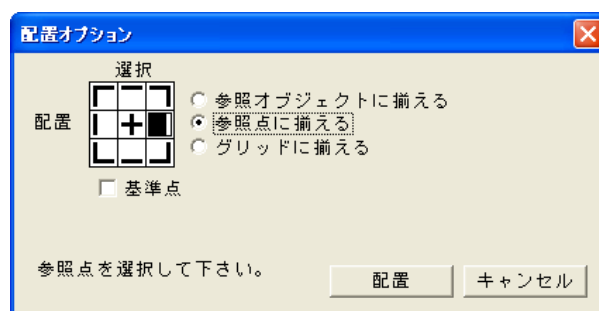 配置オプション
選択
配置
参照オブジェクトに揃える
参照点に揃える
グリッドに揃える
基準点
参照点を選択して下さい。
配置
キャンセル